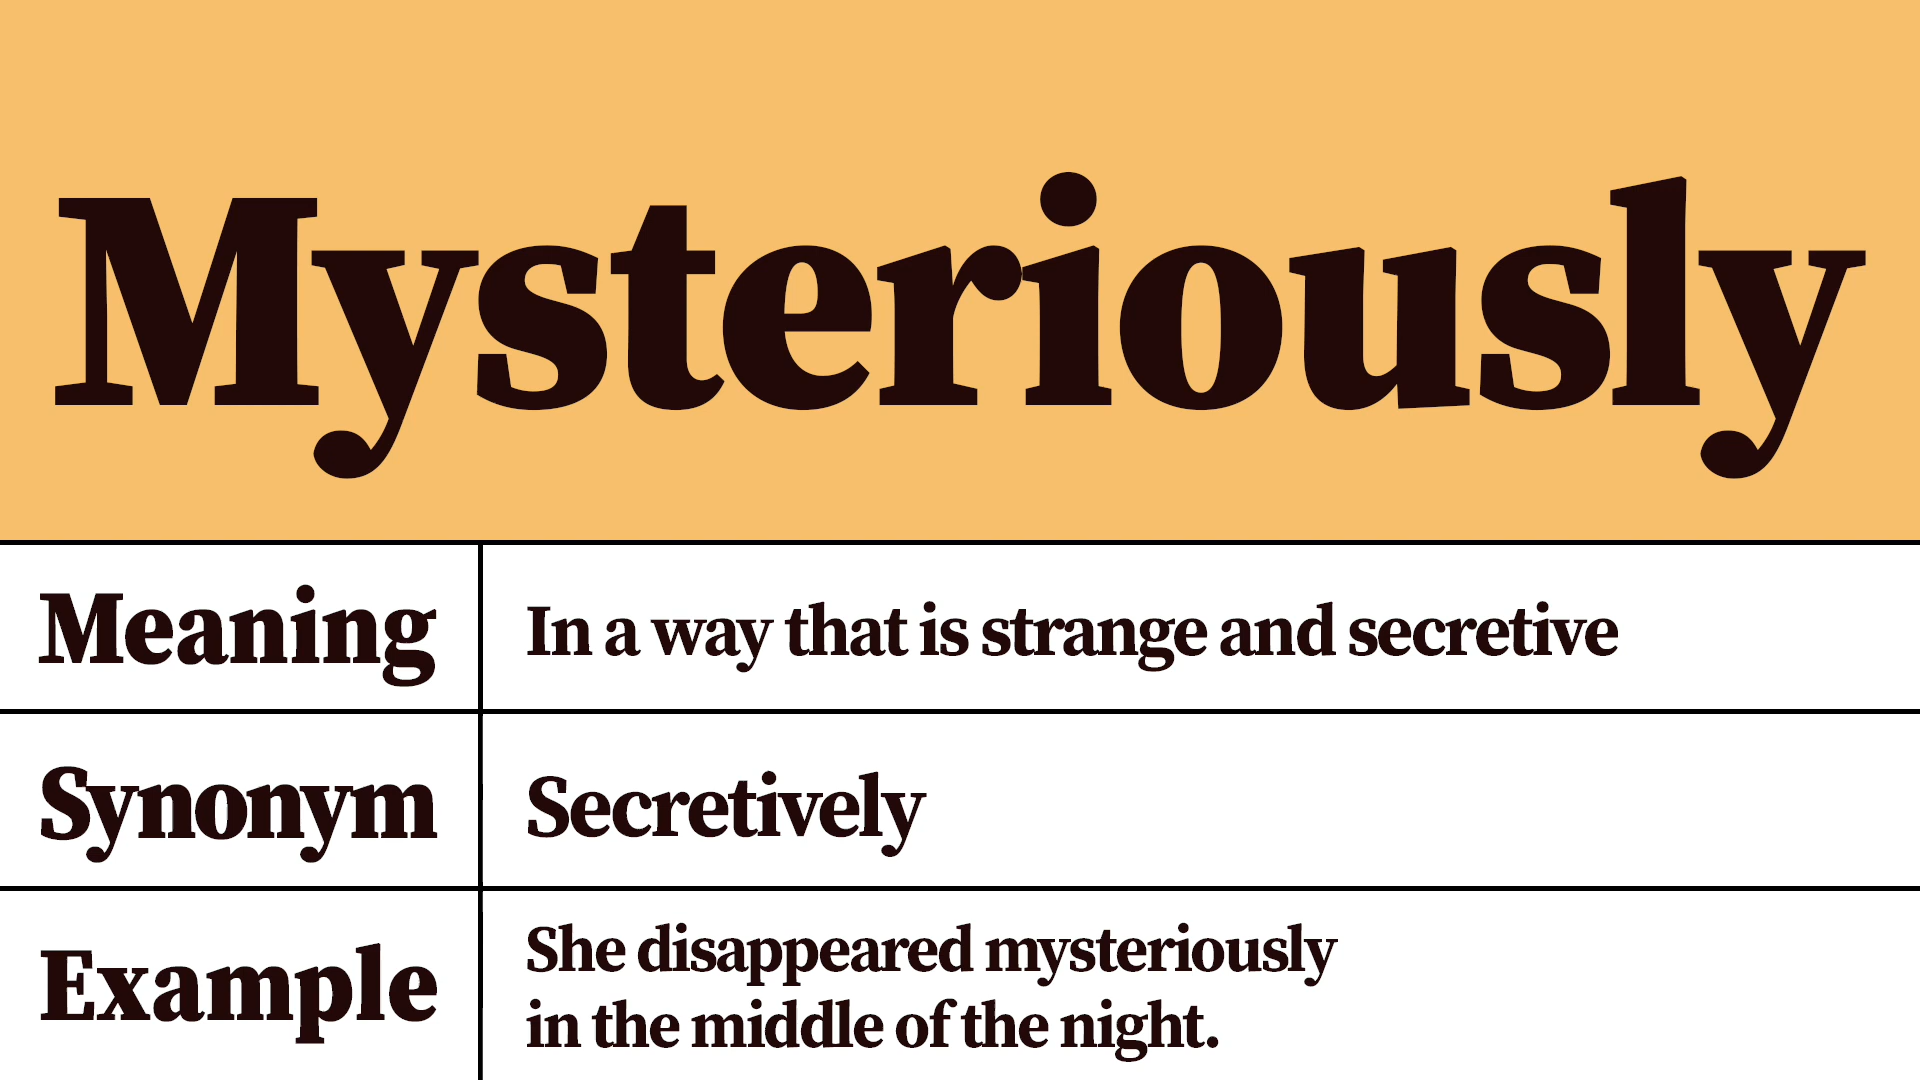 Mysteriously
Meaning
In a way that is strange and secretive
Synonym
Secretively
Example
She disappeared mysteriously
in the middle of the night.